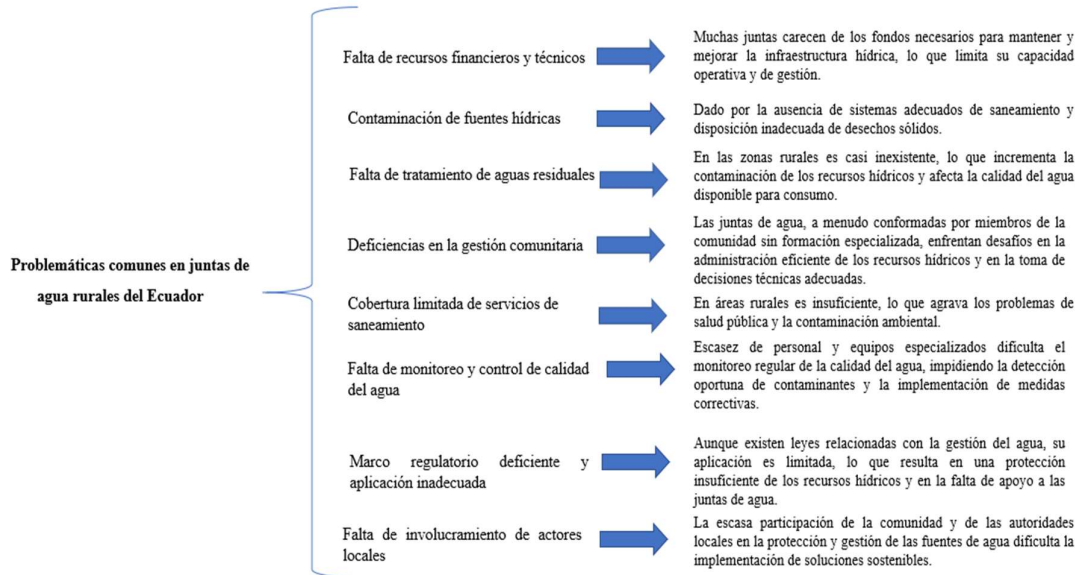 Problemáticas comunes en juntas de
agua rurales del Ecuador
Falta de recursos financieros y técnicos
Muchas juntas carecen de los fondos necesarios para mantener y
mejorar la infraestructura hídrica, lo que limita su capacidad
operativa y de gestión.
Contaminación de fuentes hídricas
Dado por la ausencia de sistemas adecuados de saneamiento y
disposición inadecuada de desechos sólidos.
Falta de tratamiento de aguas residuales
En las zonas rurales es casi inexistente, lo que incrementa la
contaminación de los recursos hídricos y afecta la calidad del agua
disponible para consumo.
Deficiencias en la gestión comunitaria
Las juntas de agua, a menudo conformadas por miembros de la
comunidad sin formación especializada, enfrentan desafíos en la
administración eficiente de los recursos hídricos y en la toma de
decisiones técnicas adecuadas.
Cobertura limitada de servicios de
saneamiento
En áreas rurales es insuficiente, lo que agrava los problemas de
salud pública y la contaminación ambiental.
Falta de monitoreo y control de calidad
del agua
Escasez de personal y equipos especializados dificulta el
monitoreo regular de la calidad del agua, impidiendo la detección
oportuna de contaminantes y la implementación de medidas
correctivas.
Marco regulatorio deficiente y
aplicación inadecuada
Aunque existen leyes relacionadas con la gestión del agua, su
aplicación es limitada, lo que resulta en una protección
insuficiente de los recursos hídricos y en la falta de apoyo a las
juntas de agua.
Falta de involucramiento de actores
locales
La escasa participación de la comunidad y de las autoridades
locales en la protección y gestión de las fuentes de agua dificulta la
implementación de soluciones sostenibles.